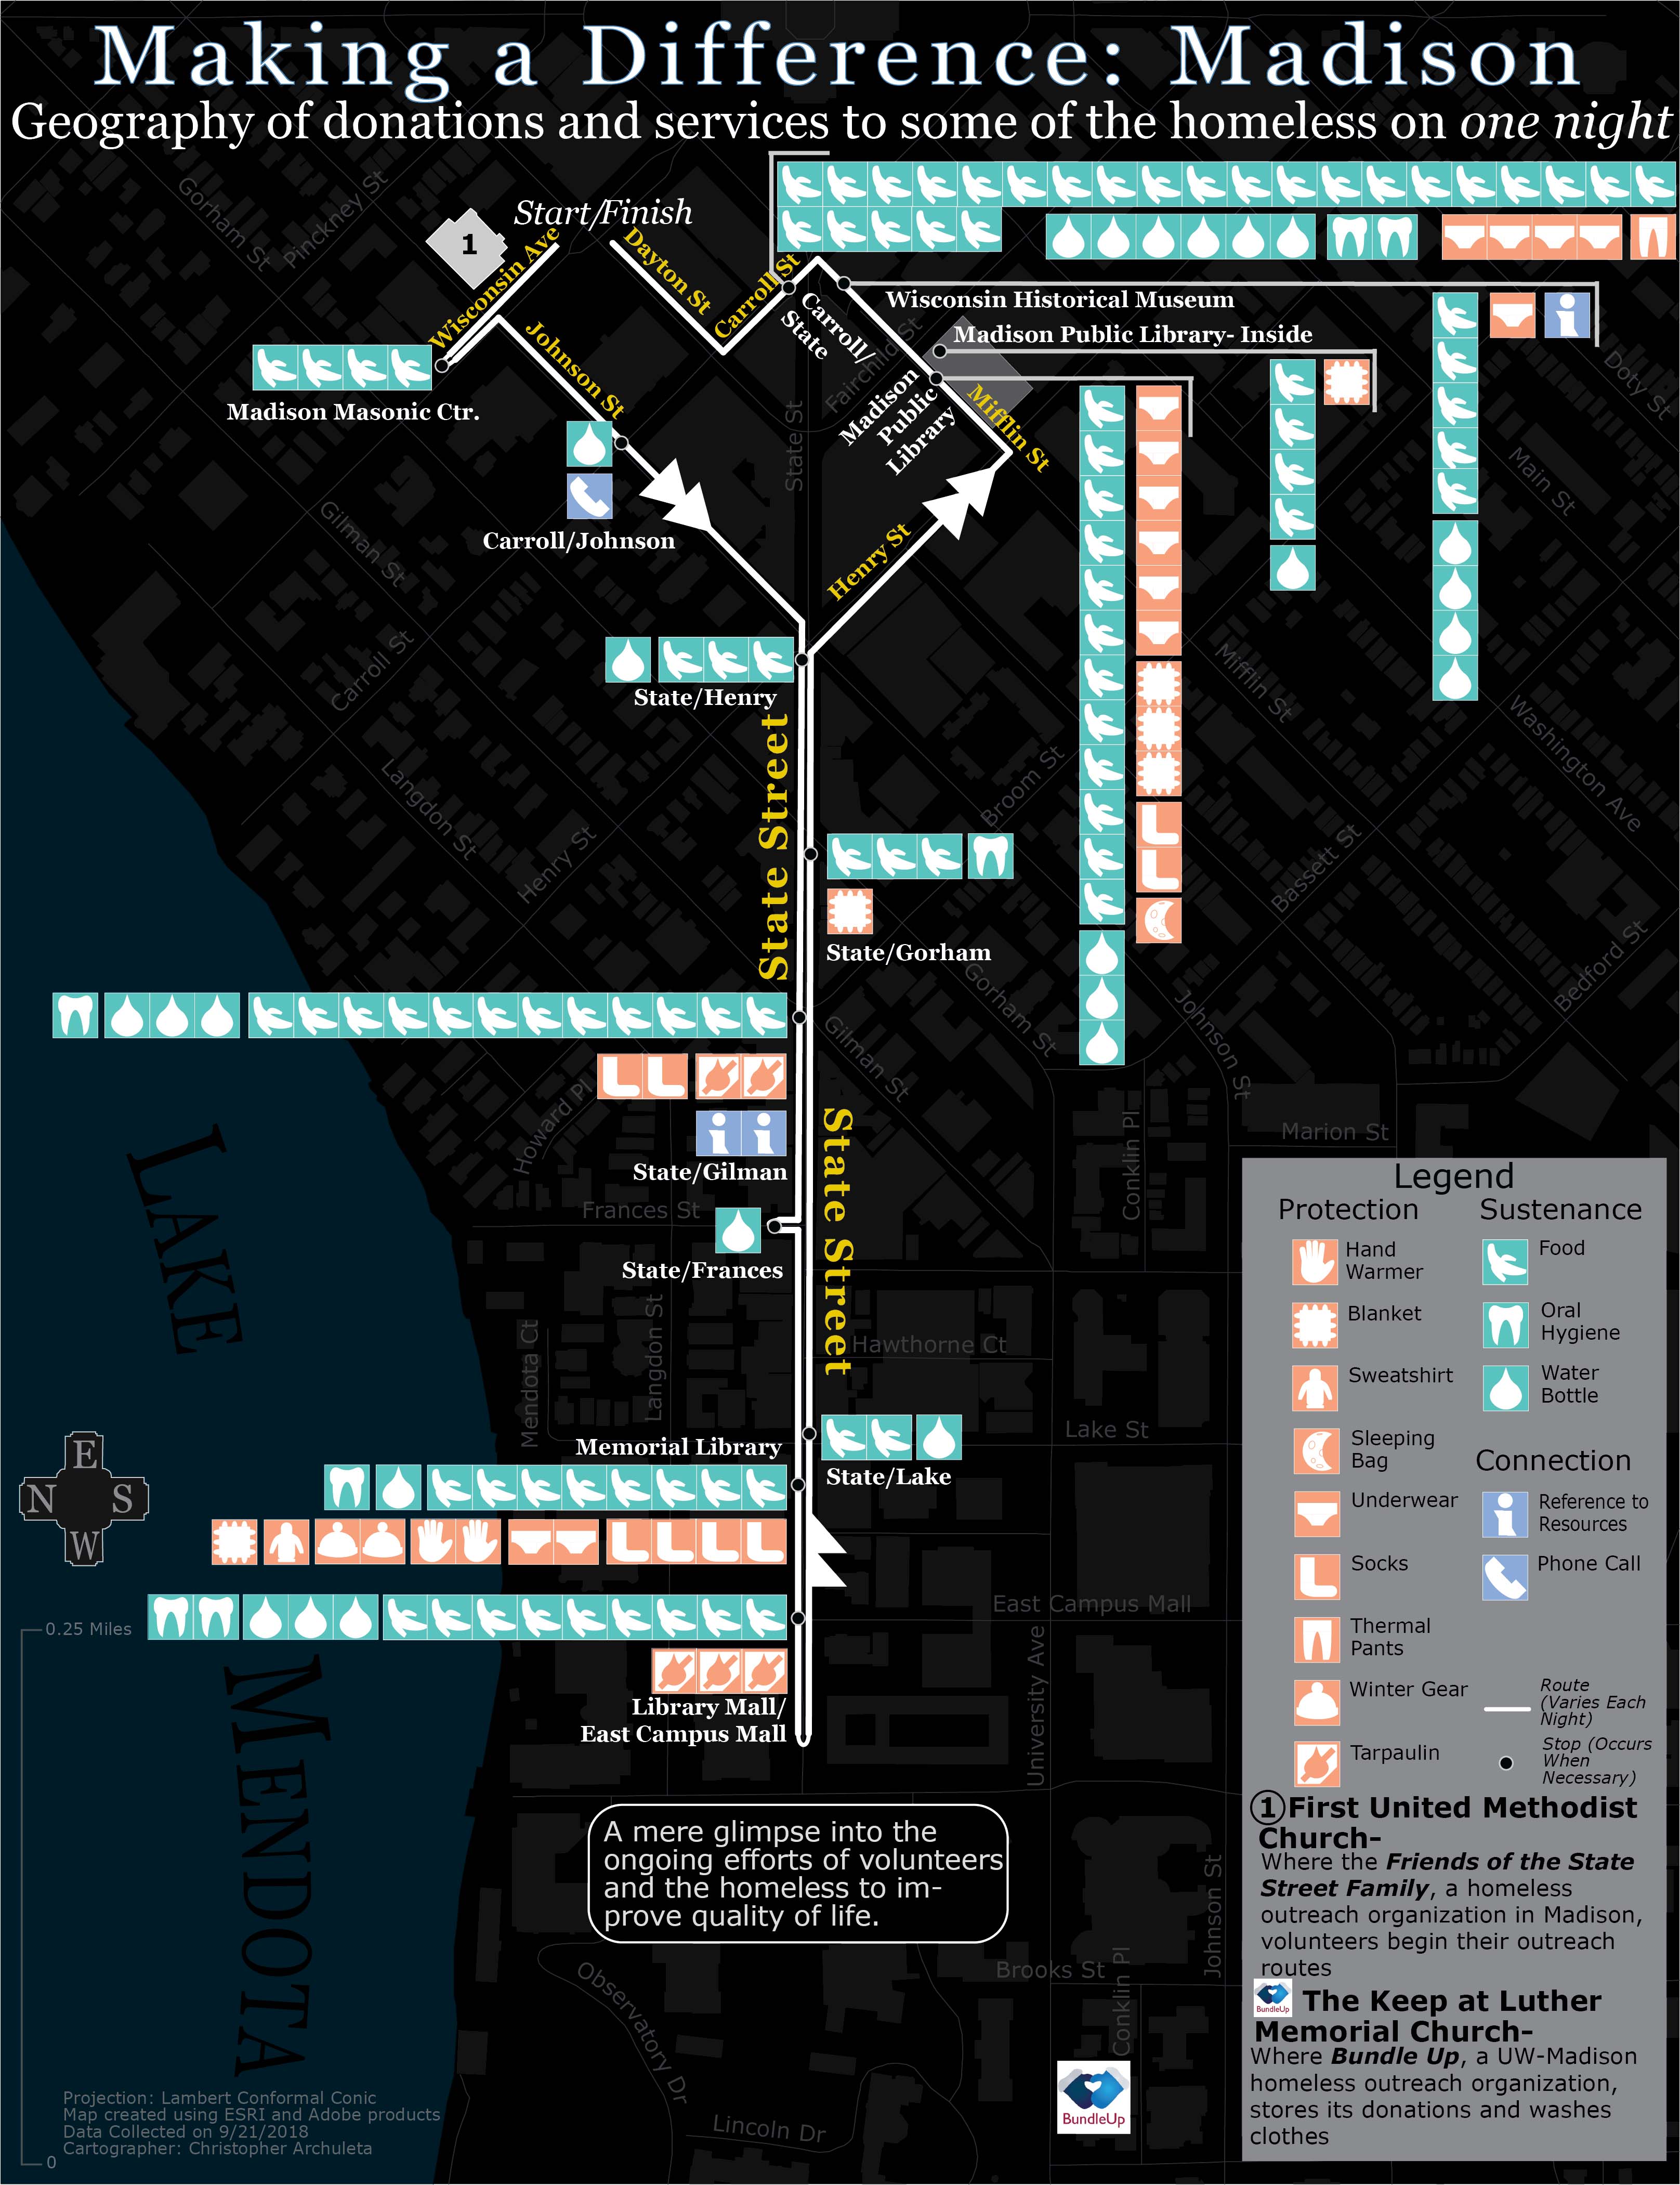 Making a Difference: Madison
Geography of donations and services to some of the homeless on one night
Start/Finish
1
Gorham St
Pinckney St
Wisconsin Ave
Dayton St
Carroll St
Carroll/
State
Wisconsin Historical Museum
Madison Public Library- Inside
Fairchild St
Madison
Public
Library
Mifflin St
Doty St
Main St
Johnson St
Madison Masonic Ctr.
State St
Carroll/Johnson
Henry St
Gilman St
Carroll St
State/Henry
Mifflin St
Washington Ave
State Street
Langdon St
Henry St
Broom St
Bassett St
State/Gorham
Bedford St
Gorham St
Johnson St
Gilman St
Howard Pl
State/Gilman
State Street
Conklin Pl
Marion St
Frances St
State/Frances
LAKE
MENDOTA
Mendota Ct
Langdon St
Hawthorne Ct
Lake St
Memorial Library
State/Lake
E
N S
W
0.25 Miles
0
East Campus Mall
University Ave
Library Mall/
East Campus Mall
A mere glimpse into the
ongoing efforts of volunteers
and the homeless to im-
prove quality of life.
Brooks St
Conklin Pl
Johnson St
Observatory Dr
Lincoln Dr
BundleUp
Projection: Lambert Conformal Conic
Map created using ESRI and Adobe products
Data Collected on 9/21/2018
Cartographer: Christopher Archuleta
Legend
Protection
Hand
Warmer
Blanket
Sweatshirt
Sleeping
Bag
Underwear
Socks
Thermal
Pants
Winter Gear
Tarpaulin
Sustenance
Food
Oral
Hygiene
Water
Bottle
Connection
Reference to
Resources
Phone Call
Route
(Varies Each
Night)
Stop (Occurs
When
Necessary)
1 First United Methodist
Church-
Where the Friends of the State
Street Family, a homeless
outreach organization in Madison,
volunteers begin their outreach
routes
BundleUp
The Keep at Luther
Memorial Church-
Where Bundle Up, a UW-Madison
homeless outreach organization,
stores its donations and washes
clothes